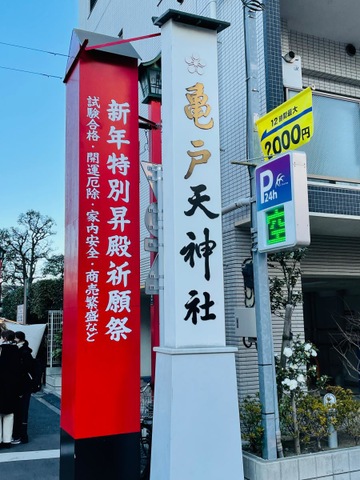 新年特別昇殿祈願祭
試験合格・開運厄除・家内安全・商売繁盛など
亀戸天神社
12時間最大
2000円
P
24h
空